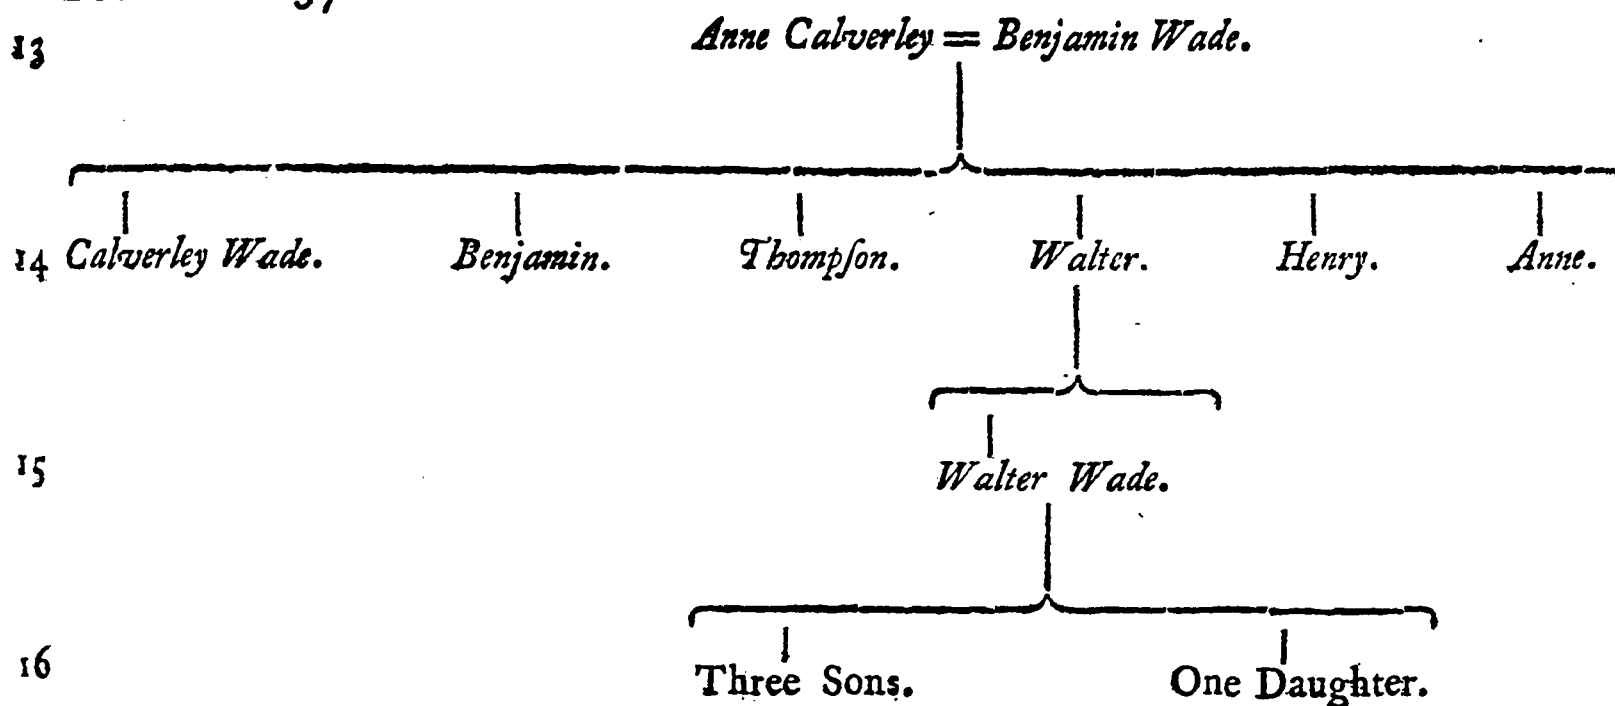 13 Anne Calverley = Benjamin Wade.
14 Calverley Wade. Benjamin. Thompſon. Walter. Henry. Anne.
15 Walter Wade.
16 Three Sons. One Daughter.